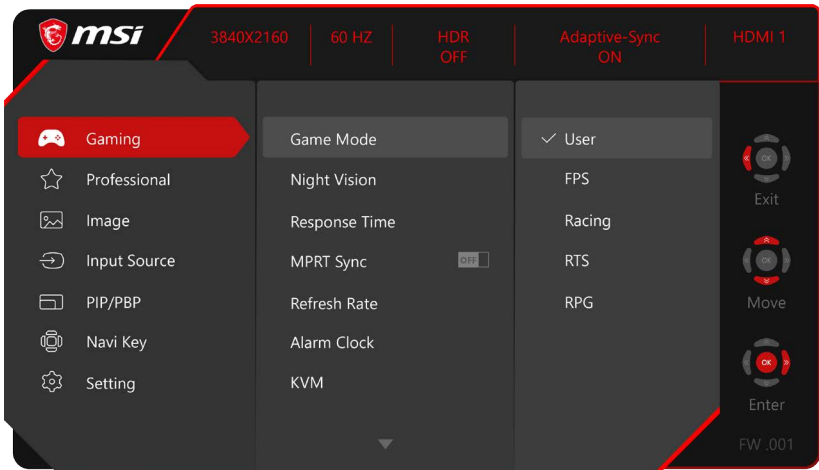 msi
3840X2160
60 HZ
HDR
OFF
Adaptive-Sync
ON
HDMI 1
Gaming
Professional
Image
Input Source
PIP/PBP
Navi Key
Setting
Game Mode
Night Vision
Response Time
MPRT Sync
OFF
Refresh Rate
Alarm Clock
KVM
User
FPS
Racing
RTS
RPG
OK
Exit
OK
Move
OK
Enter
FW .001